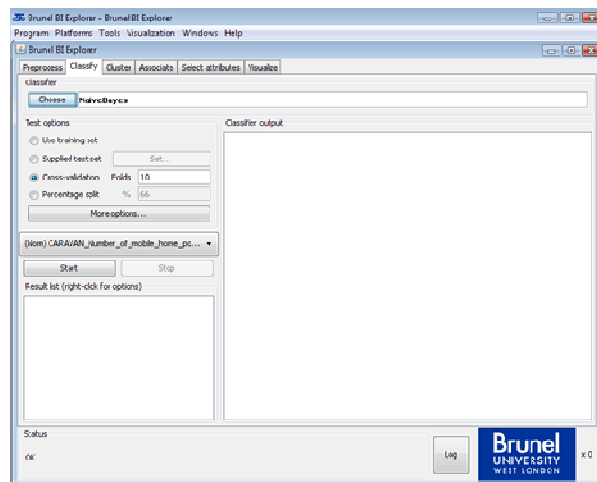 Brunel BI Explorer - Brunel BI Explorer
Program Platforms Tools Visualization Windows Help
Brunel BI Explorer
Preprocess Classify Cluster Associate Select attributes Visualize
Classifier
Choose NaiveBayes
Test options
Classifier output
Use training set
Supplied test set Set...
Cross-validation Folds 10
Percentage split % 66
More options...
(Nom) CARAVAN_Number_of_mobile_home_po...
Start Stop
Result list (right-click for options)
Status
OK
Log
Brunel
UNIVERSITY
WEST LONDON
x 0